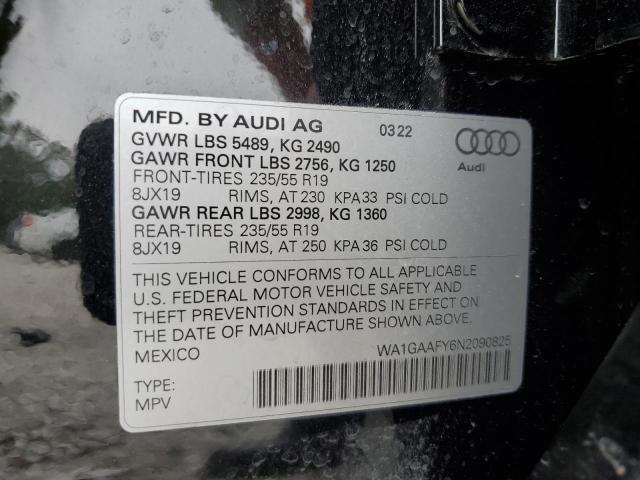 MFD. BY AUDI AG 03 22
GVWR LBS 5489, KG 2490
GAWR FRONT LBS 2756, KG 1250
FRONT-TIRES 235/55 R19
8JX19 RIMS, AT 230 KPA33 PSI COLD
GAWR REAR LBS 2998, KG 1360
REAR-TIRES 235/55 R19
8JX19 RIMS, AT 250 KPA36 PSI COLD
Audi
THIS VEHICLE CONFORMS TO ALL APPLICABLE
U.S. FEDERAL MOTOR VEHICLE SAFETY AND
THEFT PREVENTION STANDARDS IN EFFECT ON
THE DATE OF MANUFACTURE SHOWN ABOVE.
MEXICO WA1GAAFY6N2090825
TYPE:
MPV